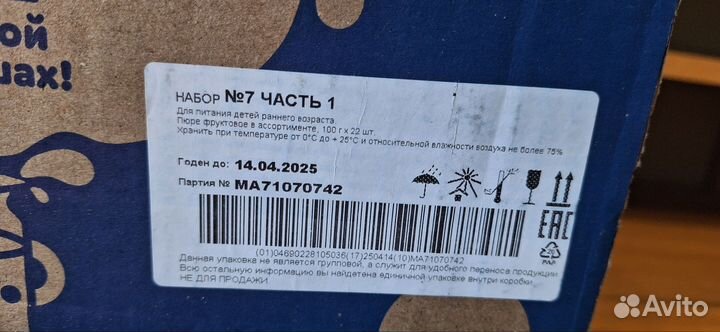 ой
шах!
НАБОР №7 ЧАСТЬ 1
Для питания детей раннего возраста.
Пюре фруктовое в ассортименте, 100 г х 22 шт.
Хранить при температуре от 0°С до + 25°С и относительной влажности воздуха не более 75%
Годен до: 14.04.2025
Партия № МА71070742
EAC
PAP
(01)04690228105036(17)250414(10)MA71070742
Данная упаковка не является групповой, а служит для удобного переноса продукции.
Всю остальную информацию вы найдете на единичной упаковке внутри коробки.
НЕ ДЛЯ ПРОДАЖИ
Avito